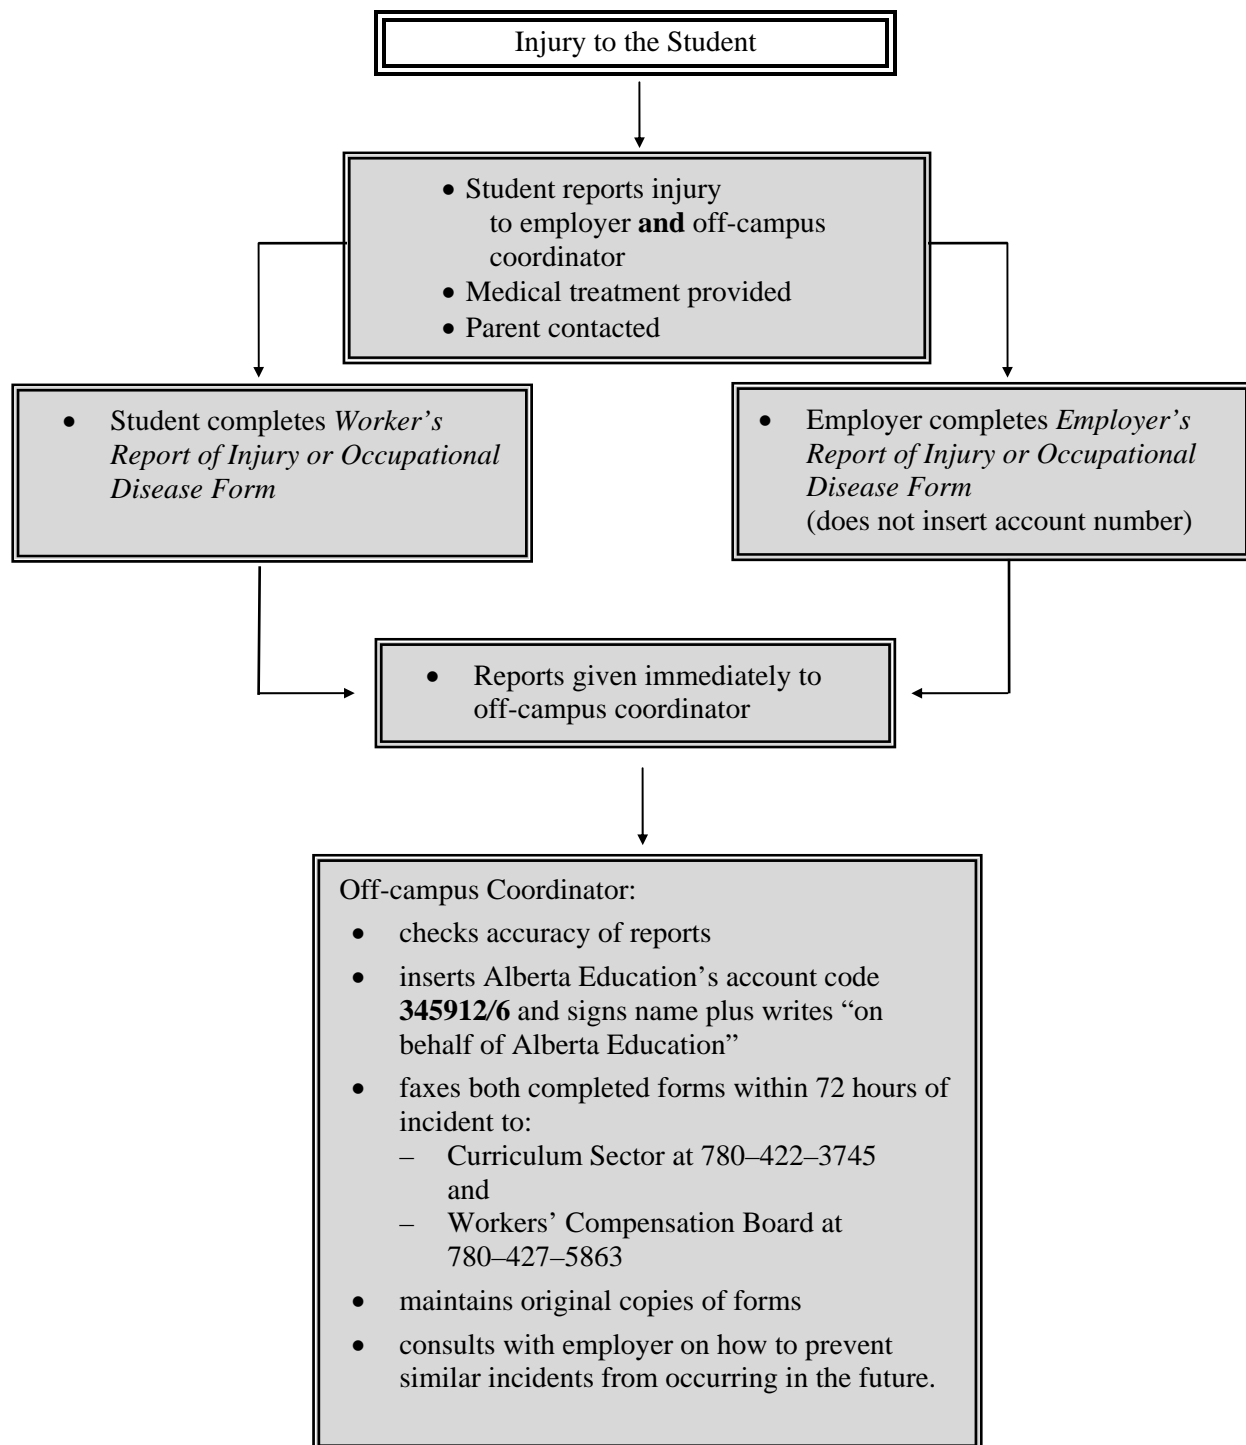 Injury to the Student
• Student reports injury
to employer and off-campus
coordinator
• Medical treatment provided
• Parent contacted
• Student completes Worker’s
Report of Injury or Occupational
Disease Form
• Employer completes Employer’s
Report of Injury or Occupational
Disease Form
(does not insert account number)
• Reports given immediately to
off-campus coordinator
Off-campus Coordinator:
• checks accuracy of reports
• inserts Alberta Education’s account code
345912/6 and signs name plus writes “on
behalf of Alberta Education”
• faxes both completed forms within 72 hours of
incident to:
– Curriculum Sector at 780–422–3745
and
– Workers’ Compensation Board at
780–427–5863
• maintains original copies of forms
• consults with employer on how to prevent
similar incidents from occurring in the future.